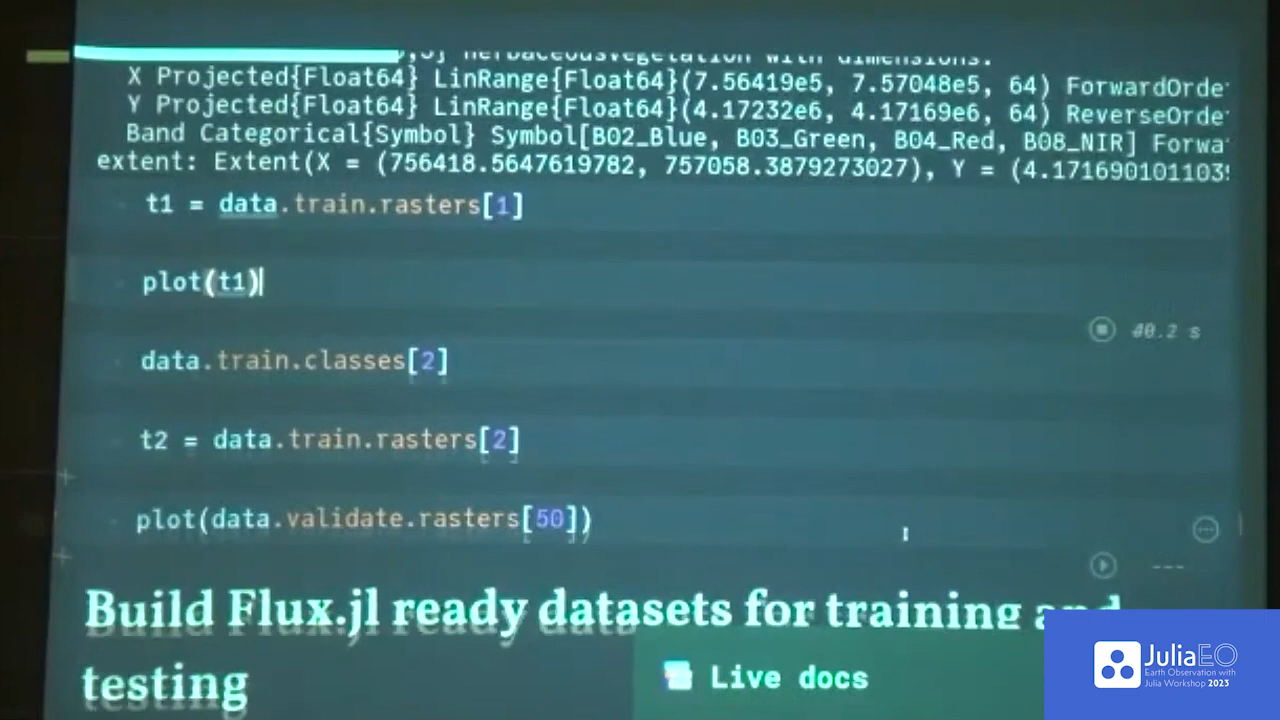 HerbaceousVegetation with dimensions:
X Projected{Float64} LinRange{Float64}(7.56419e5, 7.57048e5, 64) ForwardOrde
Y Projected{Float64} LinRange{Float64}(4.17232e6, 4.17169e6, 64) ReverseOrde
Band Categorical{Symbol} Symbol[B02_Blue, B03_Green, B04_Red, B08_NIR] Forwa
extent: Extent(X = (756418.5647619782, 757058.3879273027), Y = (4.171690101103
t1 = data.train.rasters[1]
plot(t1)
40.2 s
data.train.classes[2]
t2 = data.train.rasters[2]
plot(data.validate.rasters[50])
---
Build Flux.jl ready datasets for training and
testing
Live docs
JuliaEO
Earth Observation with
Julia Workshop 2023